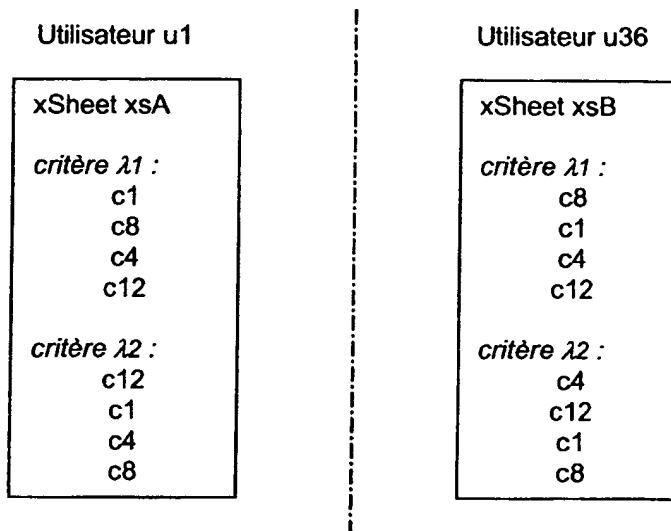 Utilisateur u1
xSheet xsA
critère λ1 :
c1
c8
c4
c12
critère λ2 :
c12
c1
c4
c8
Utilisateur u36
xSheet xsB
critère λ1 :
c8
c1
c4
c12
critère λ2 :
c4
c12
c1
c8